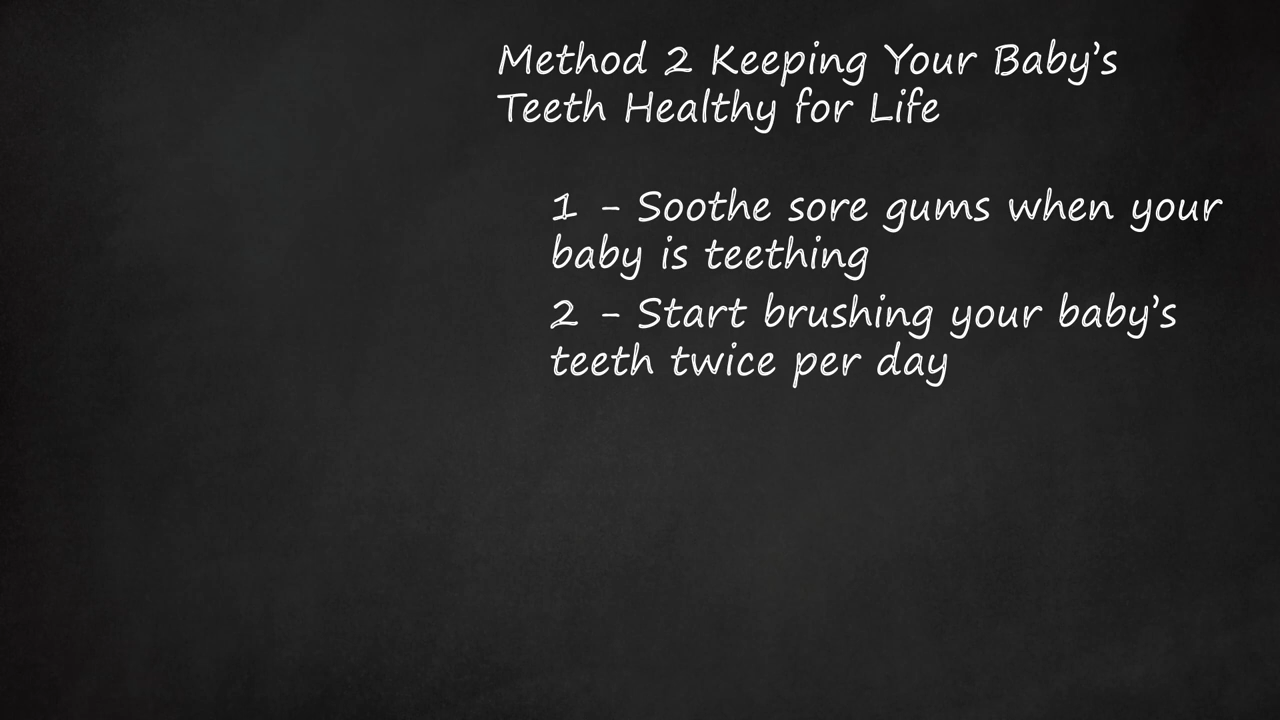 Method 2 Keeping Your Baby’s
Teeth Healthy for Life
1 - Soothe sore gums when your
baby is teething
2 - Start brushing your baby’s
teeth twice per day